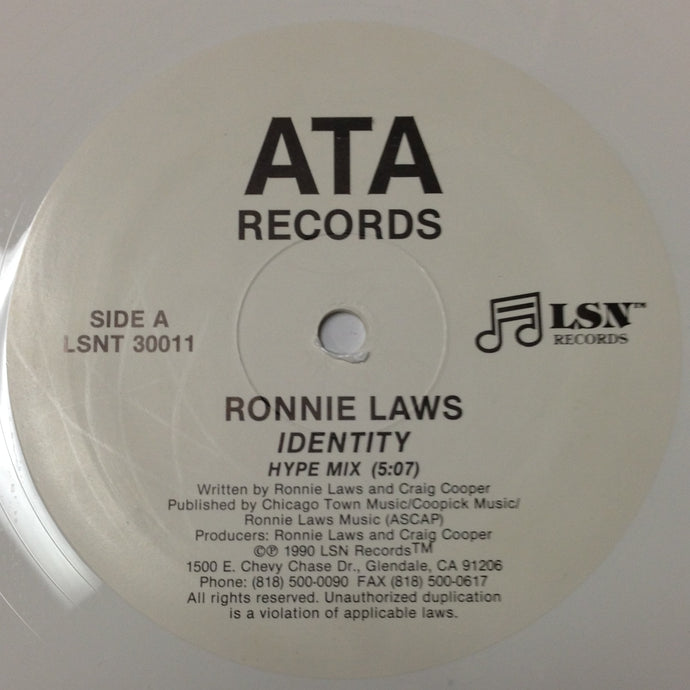 ATA
RECORDS
SIDE A
LSNT 30011
LSN™
RECORDS
RONNIE LAWS
IDENTITY
HYPE MIX (5:07)
Written by Ronnie Laws and Craig Cooper
Published by Chicago Town Music/Coopick Music/
Ronnie Laws Music (ASCAP)
Producers: Ronnie Laws and Craig Cooper
©℗ 1990 LSN Records™
1500 E. Chevy Chase Dr., Glendale, CA 91206
Phone: (818) 500-0090 FAX (818) 500-0617
All rights reserved. Unauthorized duplication
is a violation of applicable laws.